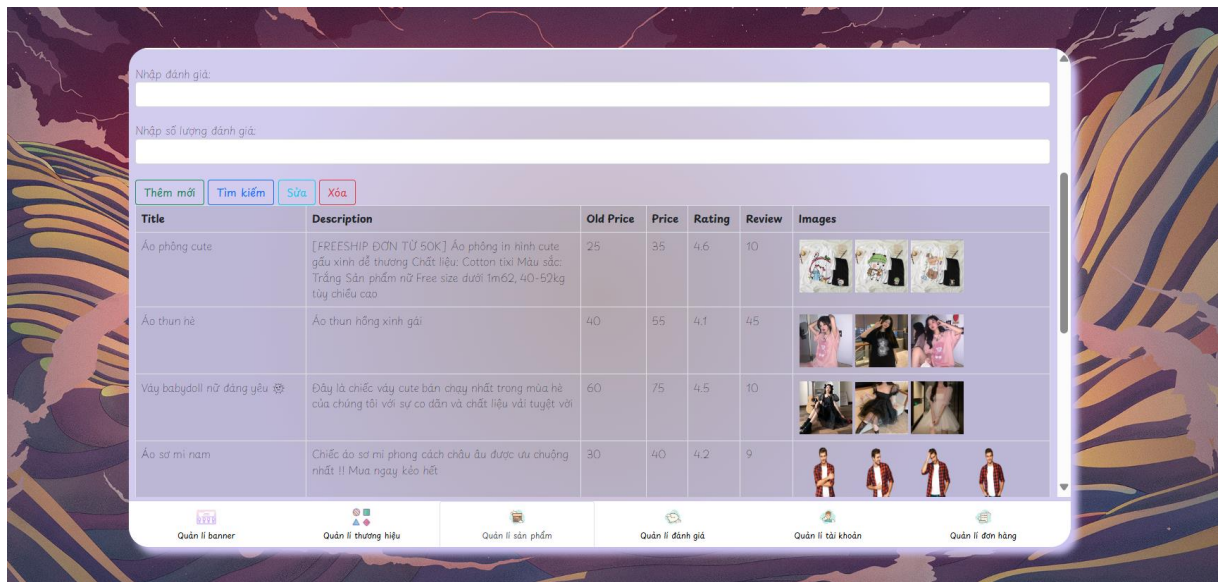 Nhập đánh giá:
Nhập số lượng đánh giá:
Thêm mới Tìm kiếm Sửa Xóa
Title Description Old Price Price Rating Review Images
Áo phông cute [FREESHIP ĐƠN TỪ 50K] Áo phông in hình cute 25 35 4.6 10
gấu xinh dễ thương Chất liệu: Cotton tixi Màu sắc:
Trắng Sản phẩm nữ Free size dưới 1m62, 40-52kg
tùy chiều cao
Áo thun hè Áo thun hồng xinh gái 40 55 4.1 45
Váy babydoll nữ đáng yêu Đây là chiếc váy cute bán chạy nhất trong mùa hè 60 75 4.5 10
của chúng tôi với sự co dãn và chất liệu vải tuyệt vời
Áo sơ mi nam Chiếc áo sơ mi phong cách châu âu được ưu chuộng 30 40 4.2 9
nhất !! Mua ngay kẻo hết
Quản lí banner Quản lí thương hiệu Quản lí sản phẩm Quản lí đánh giá Quản lí tài khoản Quản lí đơn hàng